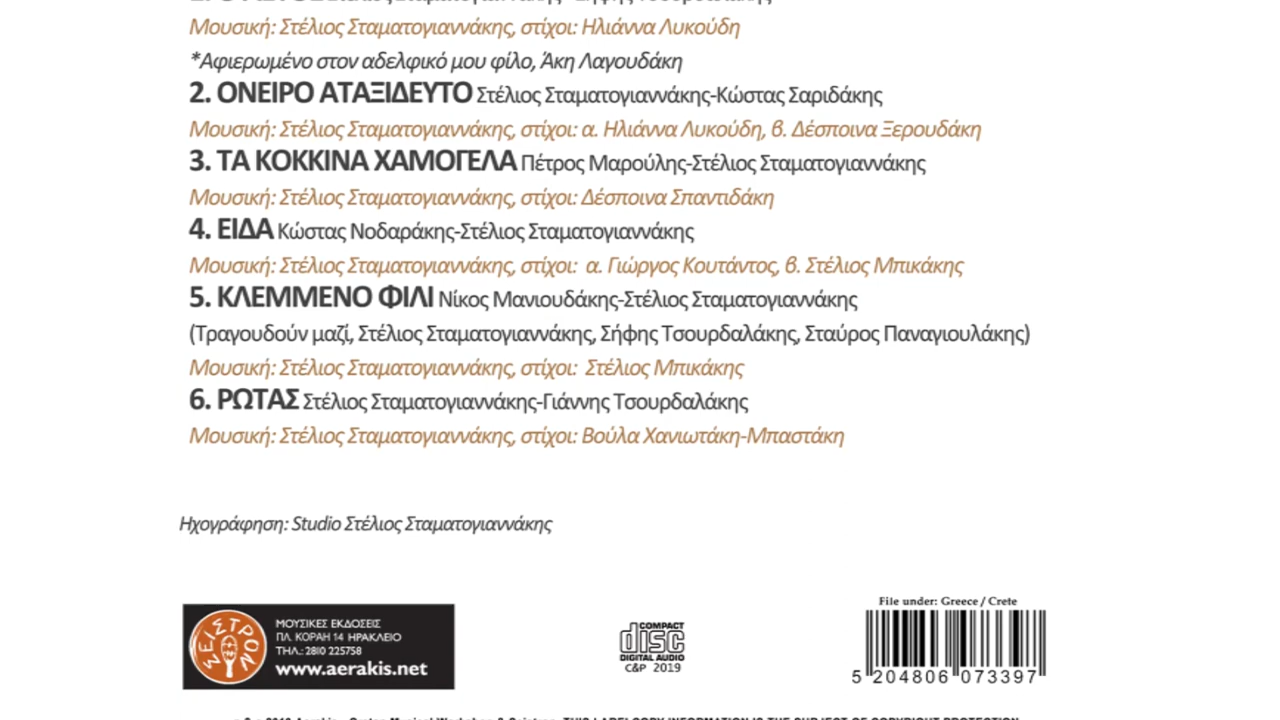 Μουσική: Στέλιος Σταματογιαννάκης, στίχοι: Ηλιάννα Λυκούδη
*Αφιερωμένο στον αδελφικό μου φίλο, Άκη Λαγουδάκη
2. ΟΝΕΙΡΟ ΑΤΑΞΙΔΕΥΤΟ Στέλιος Σταματογιαννάκης-Κώστας Σαριδάκης
Μουσική: Στέλιος Σταματογιαννάκης, στίχοι: α. Ηλιάννα Λυκούδη, β. Δέσποινα Ξερουδάκη
3. ΤΑ ΚΟΚΚΙΝΑ ΧΑΜΟΓΕΛΑ Πέτρος Μαρούλης-Στέλιος Σταματογιαννάκης
Μουσική: Στέλιος Σταματογιαννάκης, στίχοι: Δέσποινα Σπαντιδάκη
4. ΕΙΔΑ Κώστας Νοδαράκης-Στέλιος Σταματογιαννάκης
Μουσική: Στέλιος Σταματογιαννάκης, στίχοι: α. Γιώργος Κουτάντος, β. Στέλιος Μπικάκης
5. ΚΛΕΜΜΕΝΟ ΦΙΛΙ Νίκος Μανιουδάκης-Στέλιος Σταματογιαννάκης
(Τραγουδούν μαζί, Στέλιος Σταματογιαννάκης, Σήφης Τσουρδαλάκης, Σταύρος Παναγιουλάκης)
Μουσική: Στέλιος Σταματογιαννάκης, στίχοι: Στέλιος Μπικάκης
6. ΡΩΤΑΣ Στέλιος Σταματογιαννάκης-Γιάννης Τσουρδαλάκης
Μουσική: Στέλιος Σταματογιαννάκης, στίχοι: Βούλα Χανιωτάκη-Μπαστάκη
Ηχογράφηση: Studio Στέλιος Σταματογιαννάκης
ΣΕΙΣΤΡΟΝ
ΜΟΥΣΙΚΕΣ ΕΚΔΟΣΕΙΣ
ΠΛ. ΚΟΡΑΗ 14 ΗΡΑΚΛΕΙΟ
ΤΗΛ.: 2810 225758
www.aerakis.net
COMPACT
disc
DIGITAL AUDIO
C&P 2019
File under: Greece / Crete
5 204806 073397